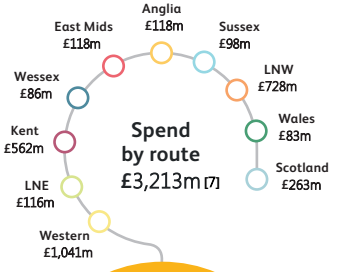 Anglia
£118m
East Mids
£118m
Sussex
£98m
Wessex
£86m
LNW
£728m
Kent
£562m
Spend
by route
£3,213m [7]
Wales
£83m
LNE
£116m
Scotland
£263m
Western
£1,041m